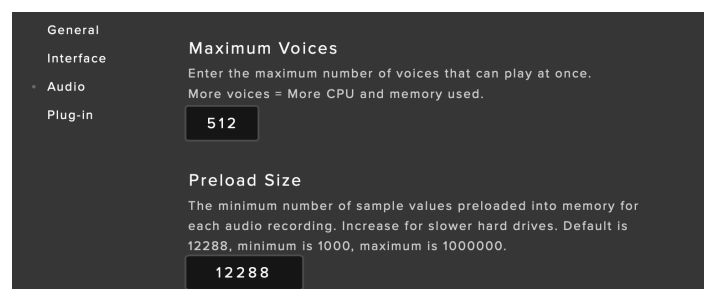 General
Interface
Audio
Plug-in
Maximum Voices
Enter the maximum number of voices that can play at once.
More voices = More CPU and memory used.
512
Preload Size
The minimum number of sample values preloaded into memory for
each audio recording. Increase for slower hard drives. Default is
12288, minimum is 1000, maximum is 1000000.
12288